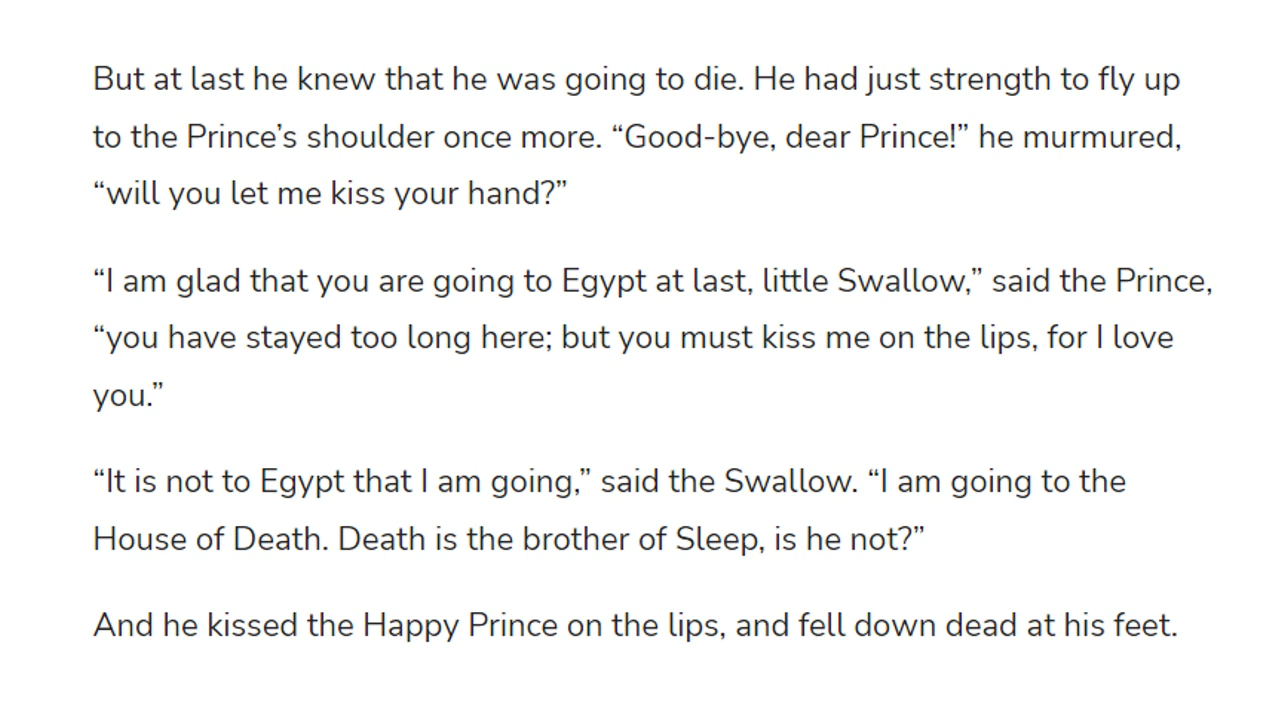 But at last he knew that he was going to die. He had just strength to fly up
to the Prince’s shoulder once more. “Good-bye, dear Prince!” he murmured,
“will you let me kiss your hand?”
“I am glad that you are going to Egypt at last, little Swallow,” said the Prince,
“you have stayed too long here; but you must kiss me on the lips, for I love
you.”
“It is not to Egypt that I am going,” said the Swallow. “I am going to the
House of Death. Death is the brother of Sleep, is he not?”
And he kissed the Happy Prince on the lips, and fell down dead at his feet.